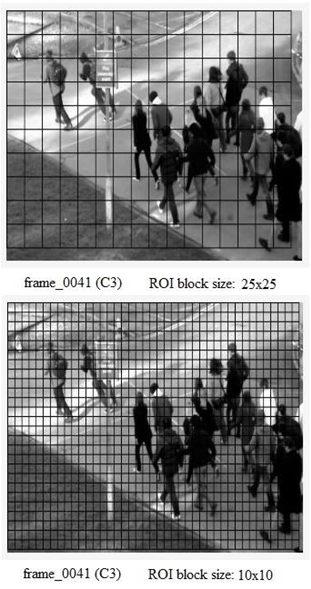 frame_0041 (C3) ROI block size: 25x25
frame_0041 (C3) ROI block size: 10x10